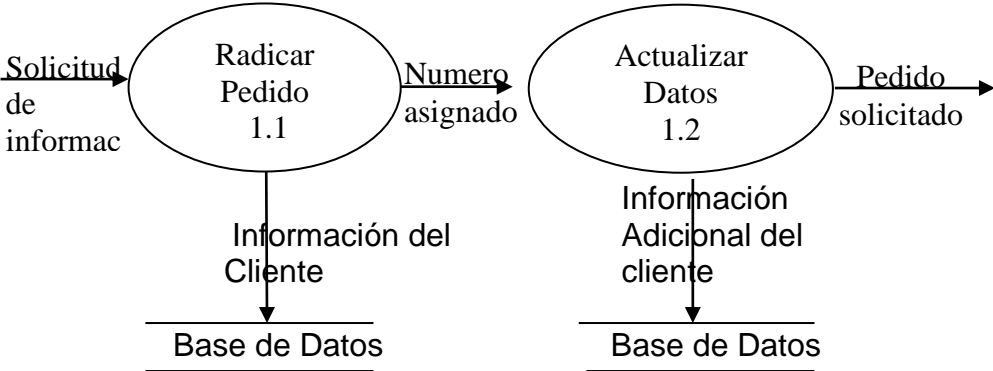 Solicitud
de
informac
Radicar
Pedido
1.1
Numero
asignado
Actualizar
Datos
1.2
Pedido
solicitado
Información del
Cliente
Información
Adicional del
cliente
Base de Datos
Base de Datos